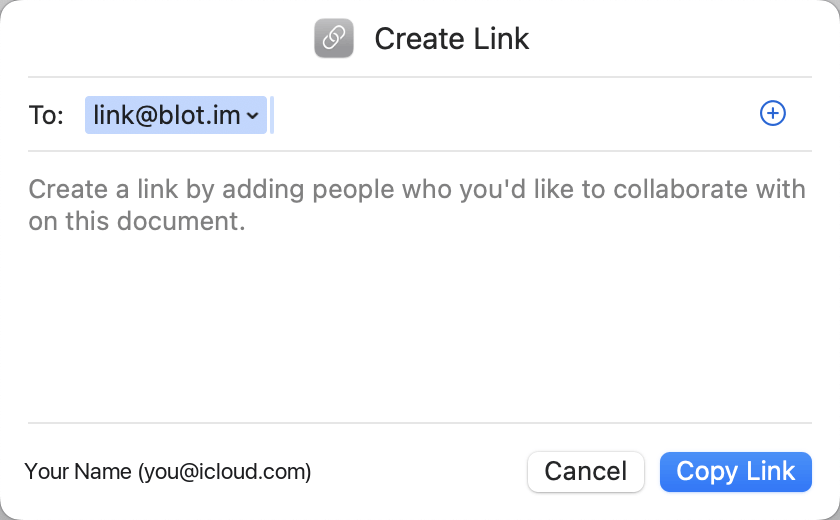 Create Link
To: link@blot.im
Create a link by adding people who you'd like to collaborate with
on this document.
Your Name (you@icloud.com)
Cancel
Copy Link